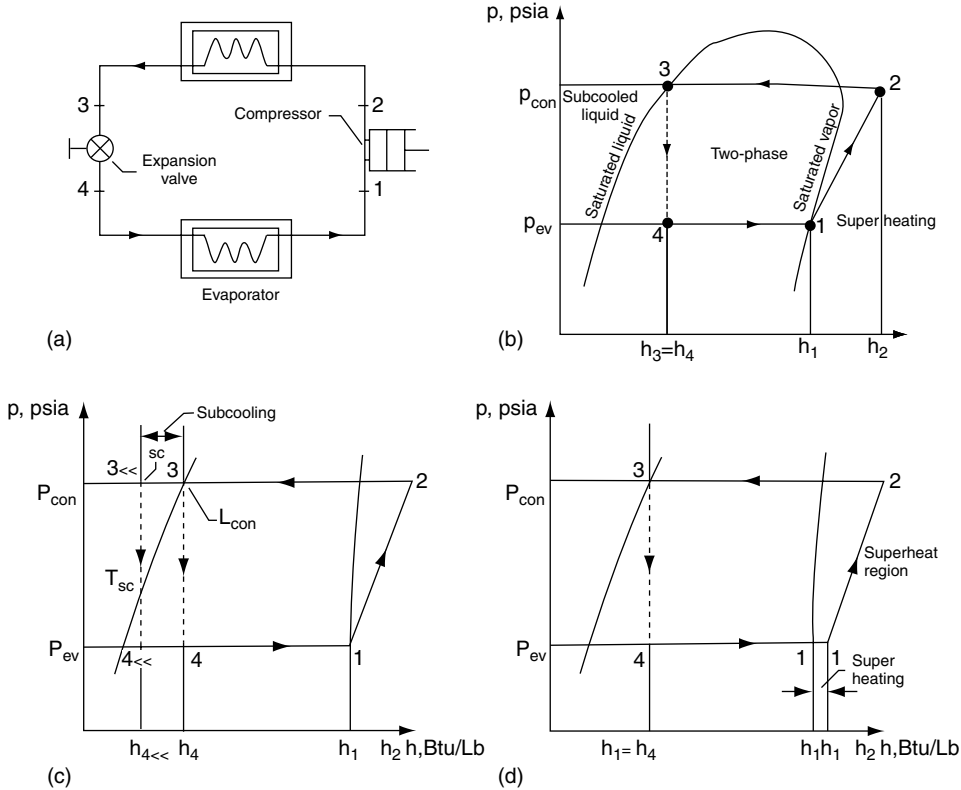 3
2
Compressor
Expansion
valve
4
1
Evaporator
(a)
p, psia
3
2
p_con
Subcooled
liquid
Saturated liquid
Two-phase
Saturated vapor
p_ev
4
1
Super heating
h_3=h_4
h_1
h_2
(b)
p, psia
Subcooling
sc
3<<
3
2
P_con
L_con
T_sc
P_ev
4<<
4
1
h_4<<
h_4
h_1
h_2 h,Btu/Lb
(c)
p, psia
3
2
P_con
Superheat
region
P_ev
4
1
1
Super
heating
h_1= h_4
h_1h_1
h_2 h,Btu/Lb
(d)